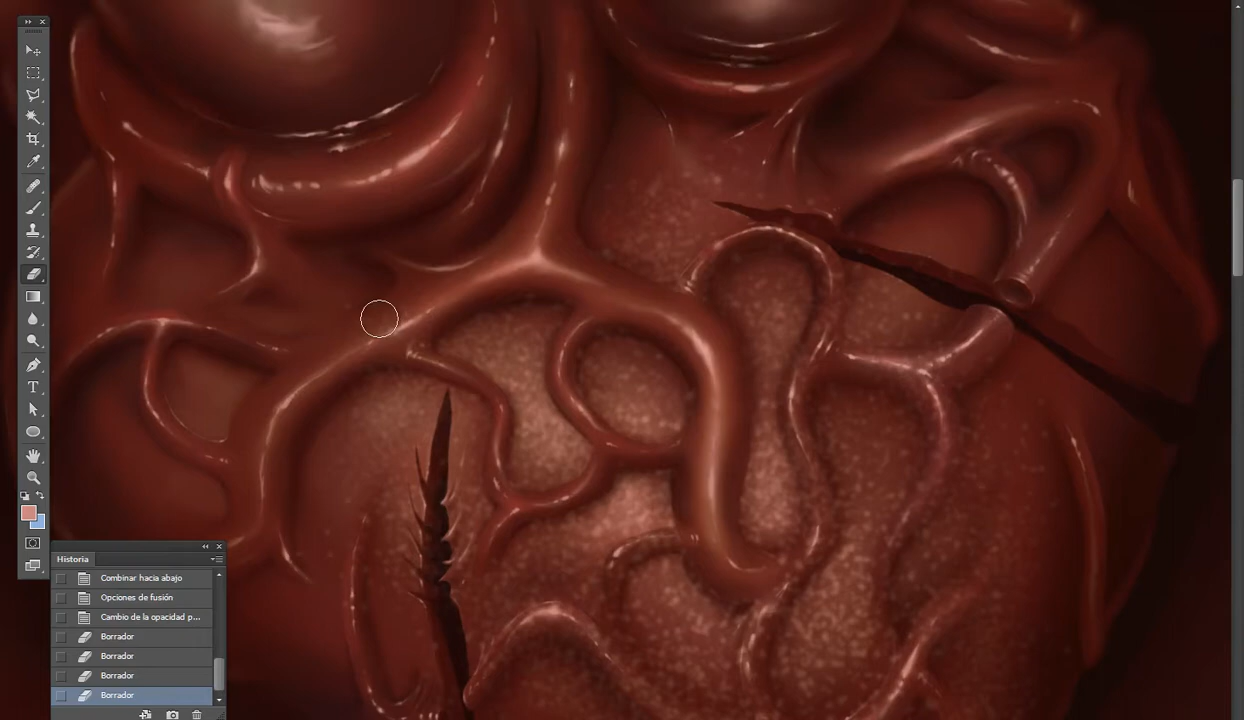 Historia
Combinar hacia abajo
Opciones de fusión
Cambio de la opacidad p...
Borrador
Borrador
Borrador
Borrador